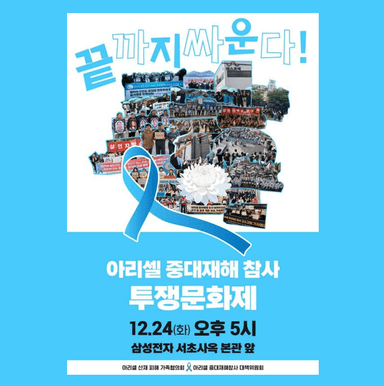 끝까지싸운다!
아리셀 중대재해 참사
투쟁문화제
12.24(화) 오후 5시
삼성전자 서초사옥 본관 앞
아리셀 산재 피해 가족협의회 아리셀 중대재해참사 대책위원회